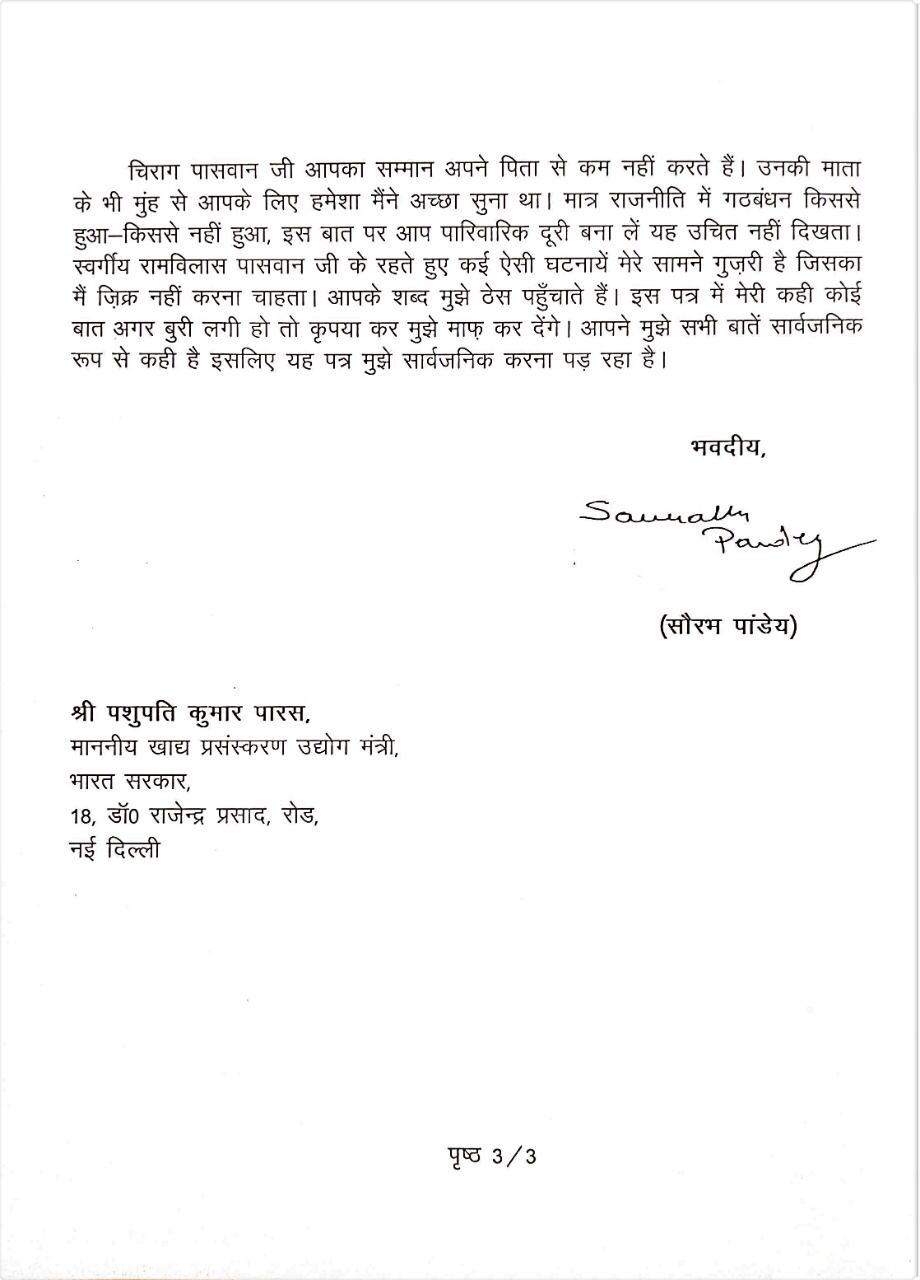 चिराग पासवान जी आपका सम्मान अपने पिता से कम नहीं करते हैं। उनकी माता
के भी मुंह से आपके लिए हमेशा मैंने अच्छा सुना था। मात्र राजनीति में गठबंधन किससे
हुआ–किससे नहीं हुआ, इस बात पर आप पारिवारिक दूरी बना लें यह उचित नहीं दिखता।
स्वर्गीय रामविलास पासवान जी के रहते हुए कई ऐसी घटनायें मेरे सामने गुज़री है जिसका
मैं ज़िक्र नहीं करना चाहता। आपके शब्द मुझे ठेस पहुँचाते हैं। इस पत्र में मेरी कही कोई
बात अगर बुरी लगी हो तो कृपया कर मुझे माफ़ कर देंगे। आपने मुझे सभी बातें सार्वजनिक
रूप से कही है इसलिए यह पत्र मुझे सार्वजनिक करना पड़ रहा है।
भवदीय,
Saurabh
Pandey
(सौरभ पांडेय)
श्री पशुपति कुमार पारस,
माननीय खाद्य प्रसंस्करण उद्योग मंत्री,
भारत सरकार,
18, डॉ0 राजेन्द्र प्रसाद, रोड,
नई दिल्ली
पृष्ठ 3/3